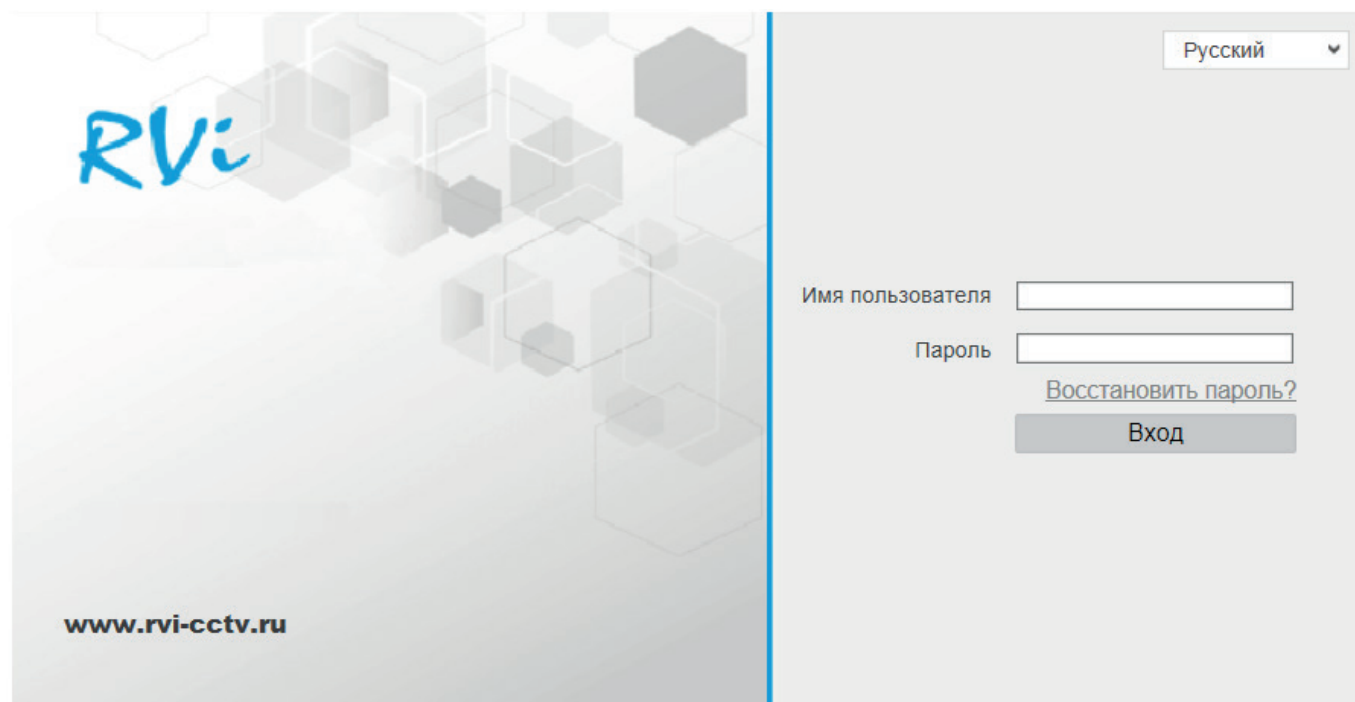 Русский
RVi
Имя пользователя
Пароль
Восстановить пароль?
Вход
www.rvi-cctv.ru